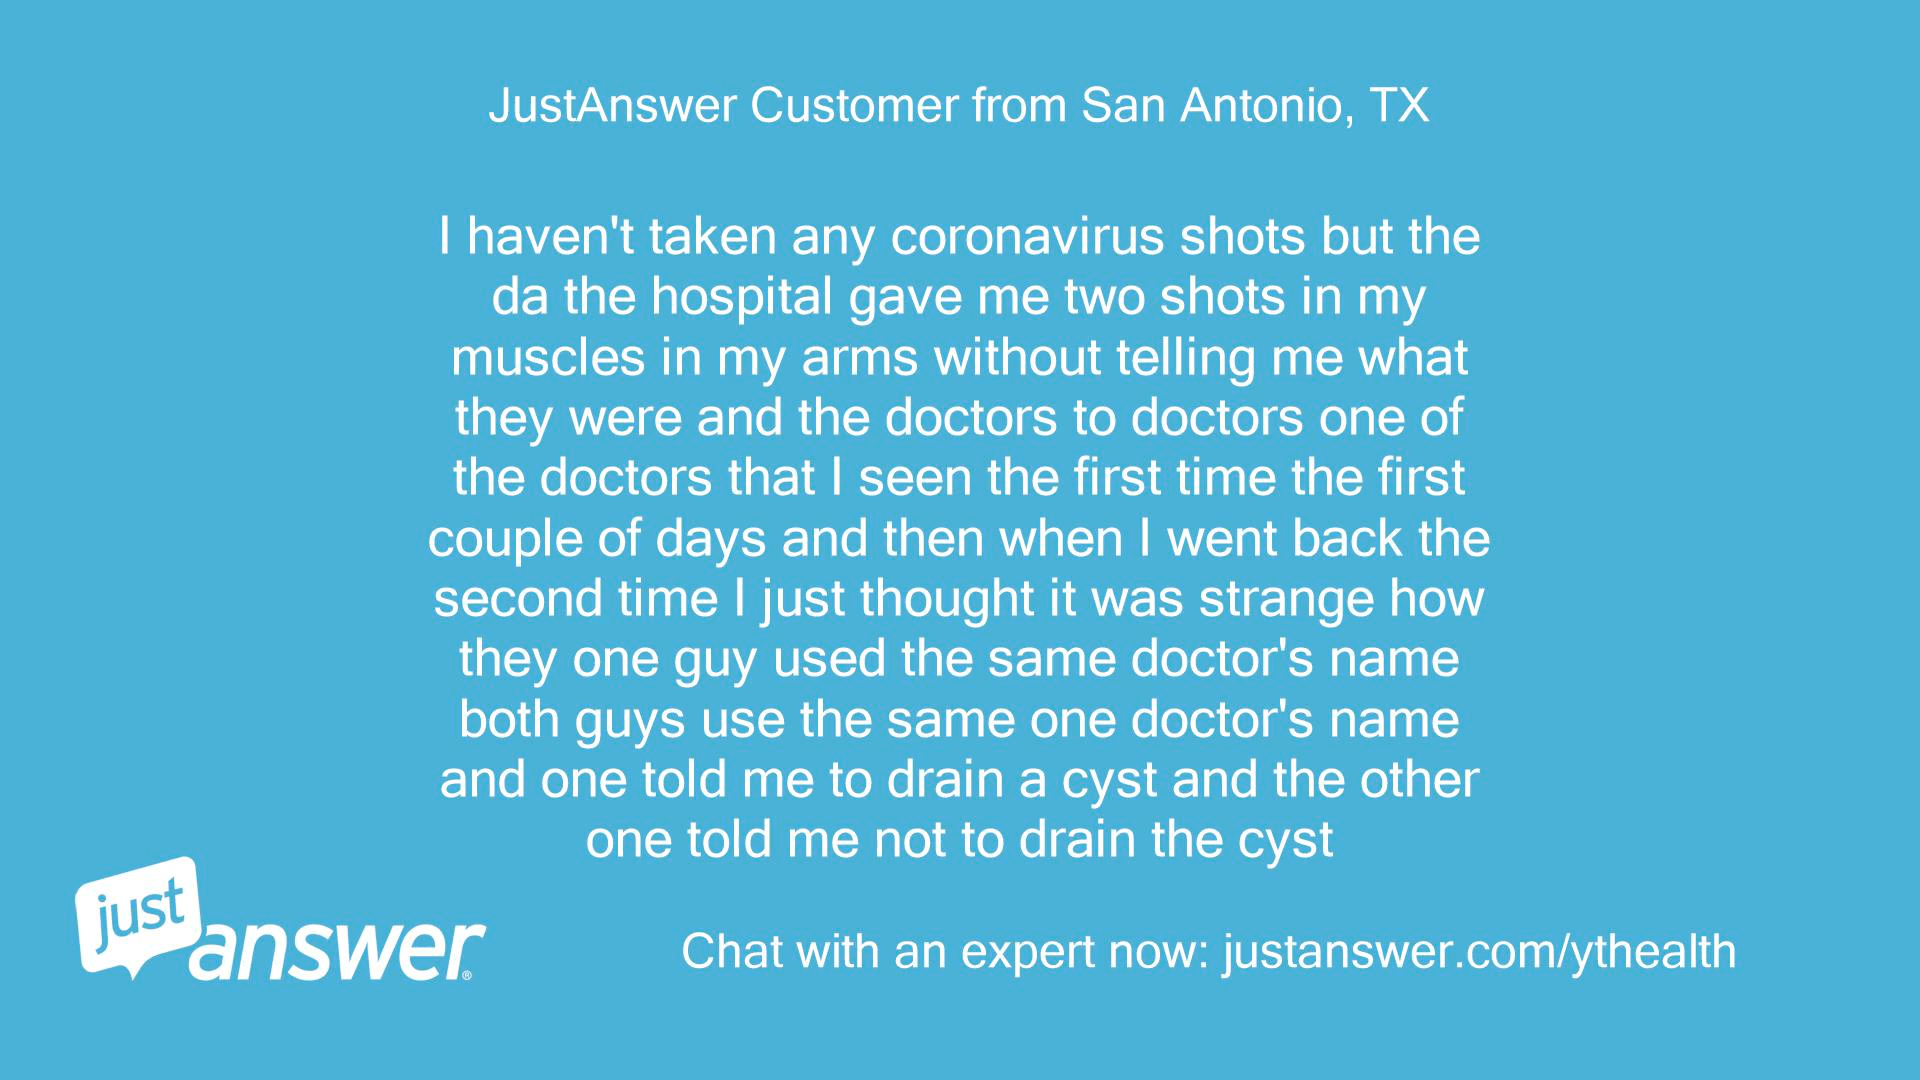 JustAnswer Customer from San Antonio, TX
I haven't taken any coronavirus shots but the
da the hospital gave me two shots in my
muscles in my arms without telling me what
they were and the doctors to doctors one of
the doctors that I seen the first time the first
couple of days and then when I went back the
second time I just thought it was strange how
they one guy used the same doctor's name
both guys use the same one doctor's name
and one told me to drain a cyst and the other
one told me not to drain the cyst
just
answer®
Chat with an expert now: justanswer.com/ythealth